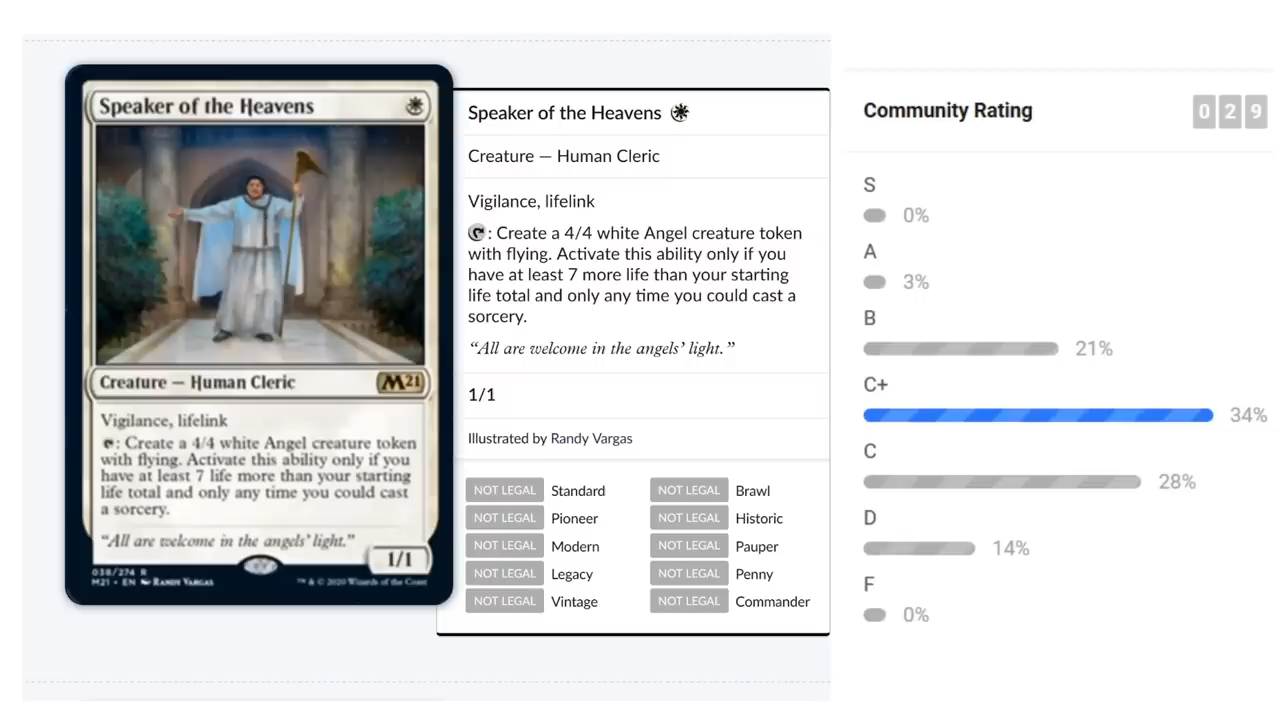 Speaker of the Heavens
Creature — Human Cleric
M21
Vigilance, lifelink
: Create a 4/4 white Angel creature token
with flying. Activate this ability only if you
have at least 7 life more than your starting
life total and only any time you could cast
a sorcery.
“All are welcome in the angels’ light.”
1/1
038/274 R
M21 • EN Randy Vargas
™ & © 2020 Wizards of the Coast
Speaker of the Heavens
Creature — Human Cleric
Vigilance, lifelink
: Create a 4/4 white Angel creature token
with flying. Activate this ability only if you
have at least 7 more life than your starting
life total and only any time you could cast a
sorcery.
“All are welcome in the angels’ light.”
1/1
Illustrated by Randy Vargas
NOT LEGAL Standard NOT LEGAL Brawl
NOT LEGAL Pioneer NOT LEGAL Historic
NOT LEGAL Modern NOT LEGAL Pauper
NOT LEGAL Legacy NOT LEGAL Penny
NOT LEGAL Vintage NOT LEGAL Commander
Community Rating 0 2 9
S
0%
A
3%
B
21%
C+
34%
C
28%
D
14%
F
0%